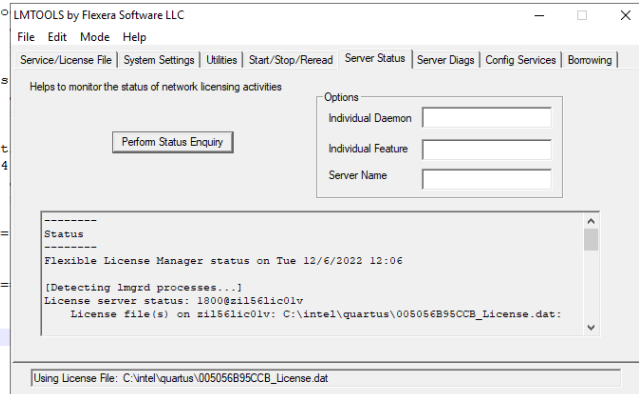 LMTOOLS by Flexera Software LLC
File Edit Mode Help
Service/License File System Settings Utilities Start/Stop/Reread Server Status Server Diags Config Services Borrowing
Helps to monitor the status of network licensing activities
Options
Individual Daemon
Perform Status Enquiry
Individual Feature
Server Name
--------
Status
--------
Flexible License Manager status on Tue 12/6/2022 12:06
[Detecting lmgrd processes...]
License server status: 1800@zil56lic01v
License file(s) on zil56lic01v: C:\intel\quartus\005056B95CCB_License.dat:
Using License File: C:\intel\quartus\005056B95CCB_License.dat